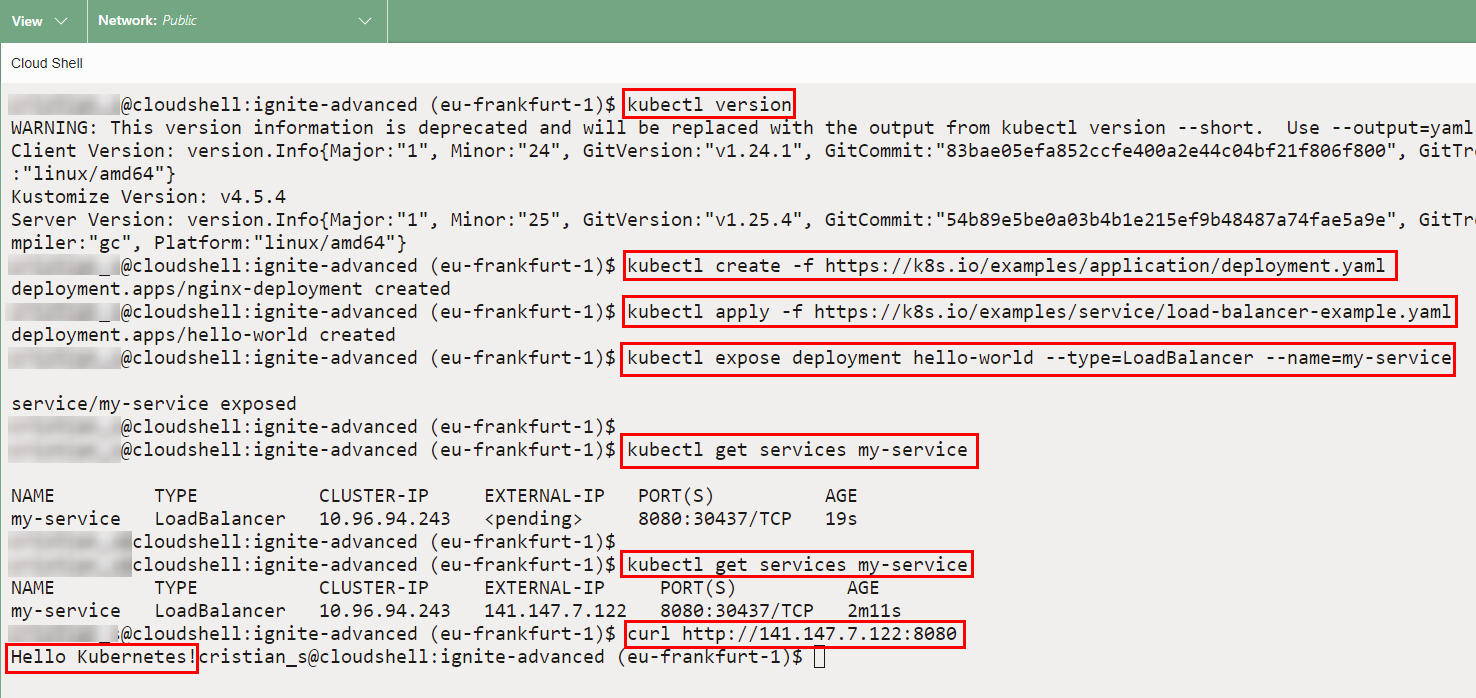 View Network: Public
Cloud Shell
@cloudshell:ignite-advanced (eu-frankfurt-1)$ kubectl version
WARNING: This version information is deprecated and will be replaced with the output from kubectl version --short.  Use --output=yaml
Client Version: version.Info{Major:"1", Minor:"24", GitVersion:"v1.24.1", GitCommit:"83bae05efa852ccfe400a2e44c04bf21f806f800", GitTre
:"linux/amd64"}
Kustomize Version: v4.5.4
Server Version: version.Info{Major:"1", Minor:"25", GitVersion:"v1.25.4", GitCommit:"54b89e5be0a03b4b1e215ef9b48487a74fae5a9e", GitTre
mpiler:"gc", Platform:"linux/amd64"}
@cloudshell:ignite-advanced (eu-frankfurt-1)$ kubectl create -f https://k8s.io/examples/application/deployment.yaml
deployment.apps/nginx-deployment created
@cloudshell:ignite-advanced (eu-frankfurt-1)$ kubectl apply -f https://k8s.io/examples/service/load-balancer-example.yaml
deployment.apps/hello-world created
@cloudshell:ignite-advanced (eu-frankfurt-1)$ kubectl expose deployment hello-world --type=LoadBalancer --name=my-service
service/my-service exposed
@cloudshell:ignite-advanced (eu-frankfurt-1)$
@cloudshell:ignite-advanced (eu-frankfurt-1)$ kubectl get services my-service
NAME TYPE CLUSTER-IP EXTERNAL-IP PORT(S) AGE
my-service LoadBalancer 10.96.94.243 <pending> 8080:30437/TCP 19s
cloudshell:ignite-advanced (eu-frankfurt-1)$
cloudshell:ignite-advanced (eu-frankfurt-1)$ kubectl get services my-service
NAME TYPE CLUSTER-IP EXTERNAL-IP PORT(S) AGE
my-service LoadBalancer 10.96.94.243 141.147.7.122 8080:30437/TCP 2m11s
@cloudshell:ignite-advanced (eu-frankfurt-1)$ curl http://141.147.7.122:8080
Hello Kubernetes!cristian_s@cloudshell:ignite-advanced (eu-frankfurt-1)$